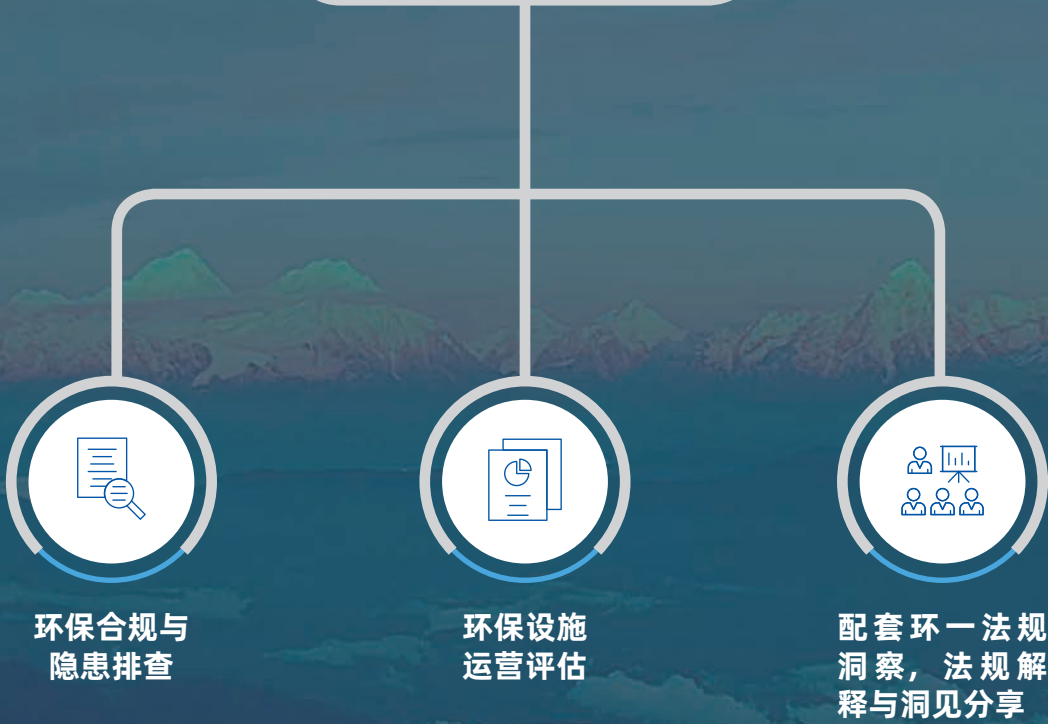 环保合规与
隐患排查
环保设施
运营评估
配套环一法规
洞察，法规解
释与洞见分享